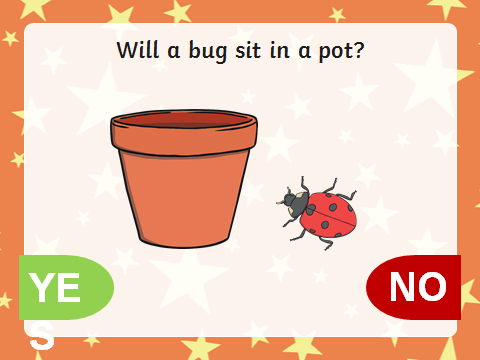 Will a bug sit in a pot?
YE
S
NO